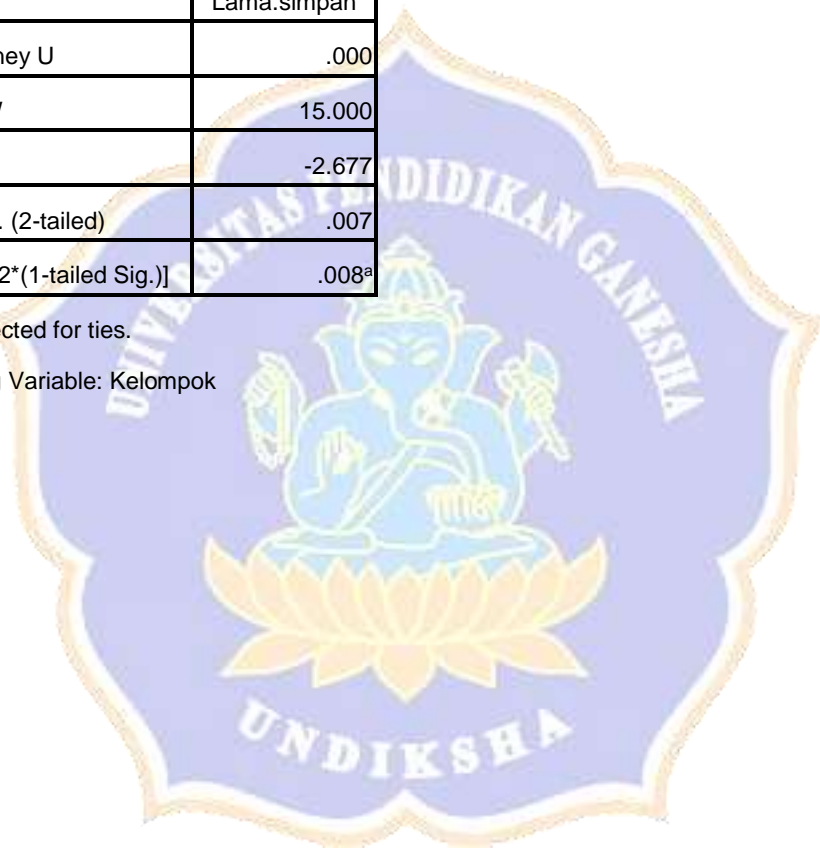 Lama.simpan
ney U .000
15.000
-2.677
. (2-tailed) .007
2*(1-tailed Sig.)] .008ᵃ
ected for ties.
Variable: Kelompok
UNIVERSITAS PENDIDIKAN GANESHA
UNDIKSHA